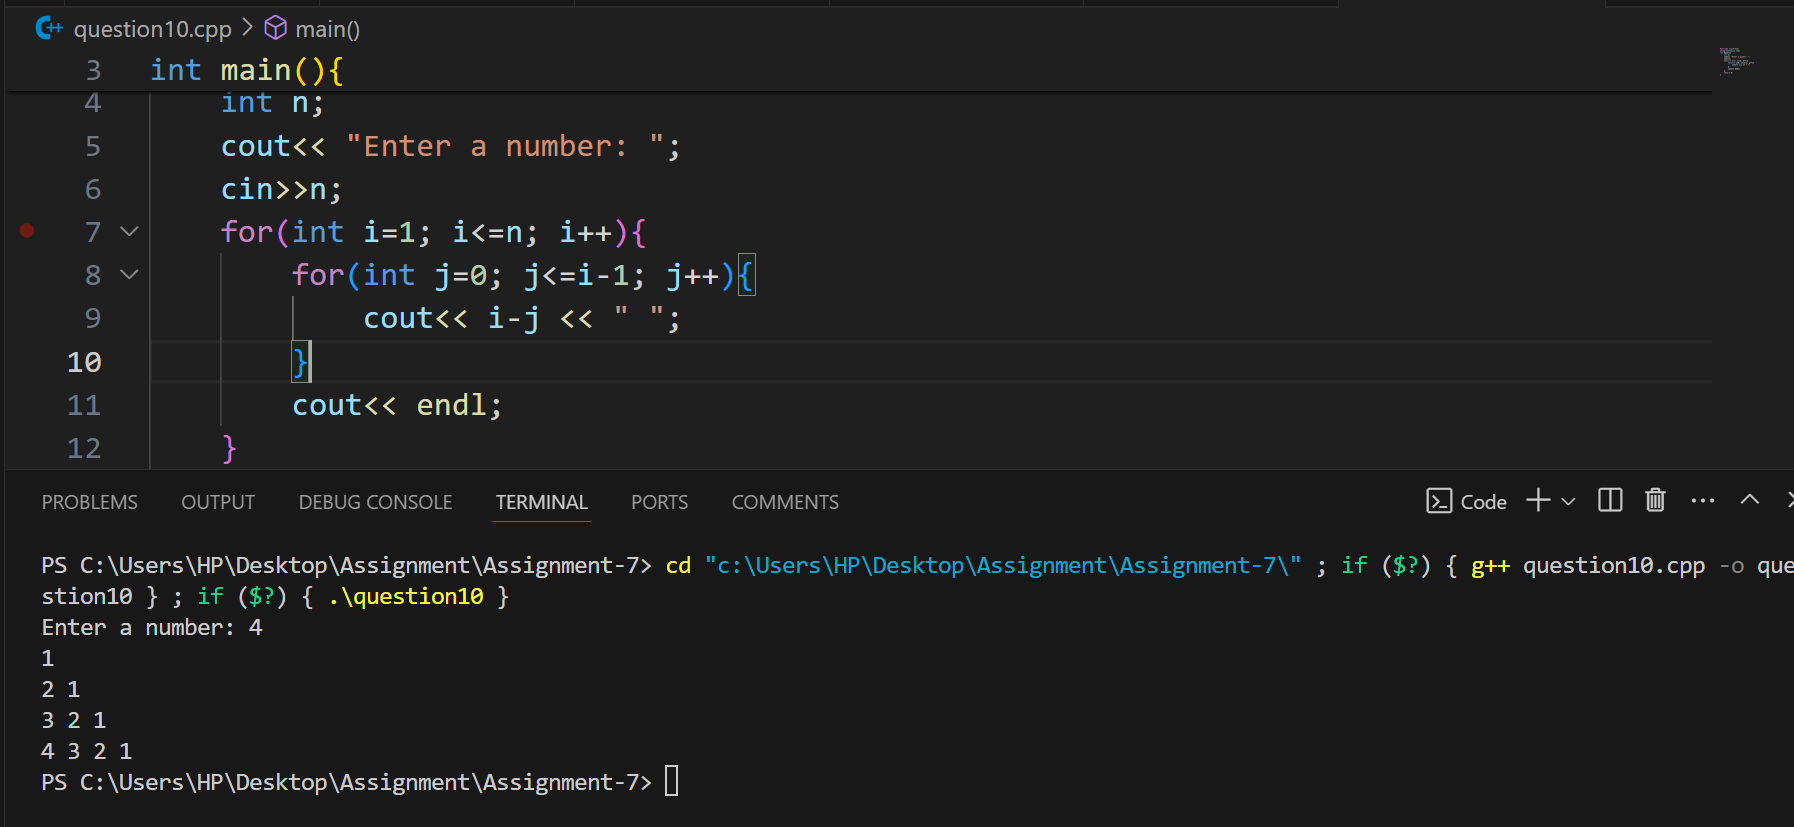 question10.cpp > main()
3 int main(){
4 int n;
5 cout<< "Enter a number: ";
6 cin>>n;
7 for(int i=1; i<=n; i++){
8 for(int j=0; j<=i-1; j++){
9 cout<< i-j << " ";
10 }
11 cout<< endl;
12 }
PROBLEMS OUTPUT DEBUG CONSOLE TERMINAL PORTS COMMENTS Code
PS C:\Users\HP\Desktop\Assignment\Assignment-7> cd "c:\Users\HP\Desktop\Assignment\Assignment-7\" ; if ($?) { g++ question10.cpp -o que
stion10 } ; if ($?) { .\question10 }
Enter a number: 4
1
2 1
3 2 1
4 3 2 1
PS C:\Users\HP\Desktop\Assignment\Assignment-7>